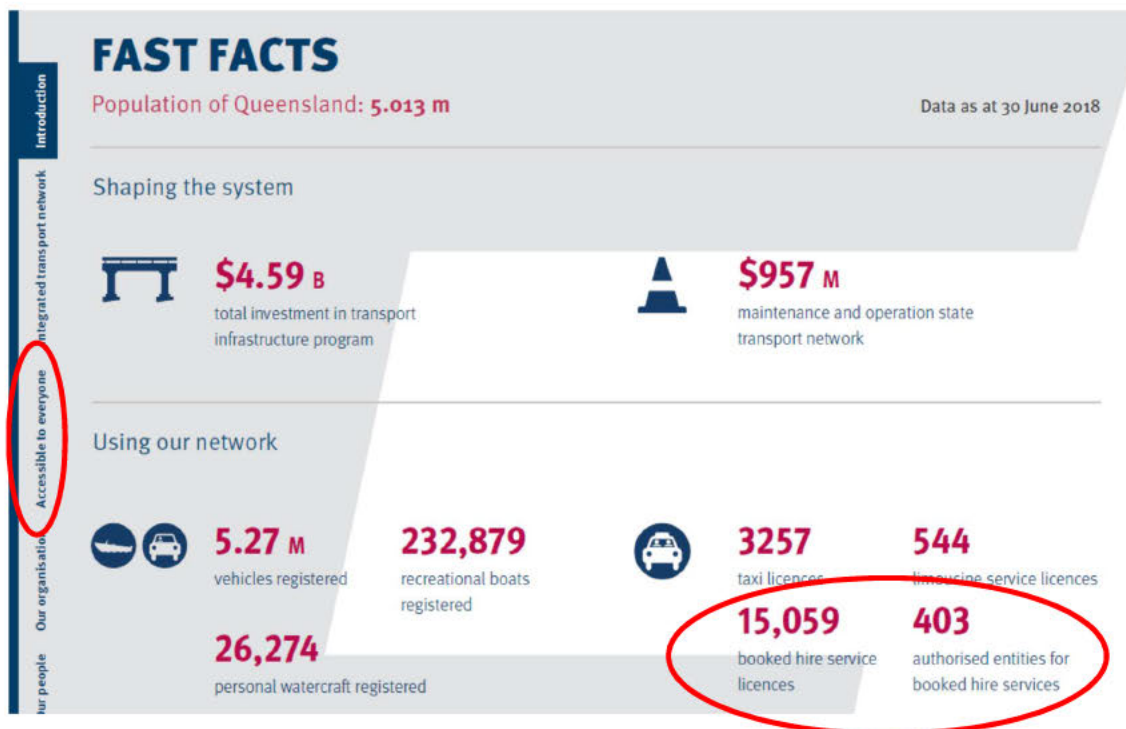 FAST FACTS
Population of Queensland: 5.013 m
Data as at 30 June 2018
Introduction
Integrated transport network
Accessible to everyone
Our organisation
Our people
Shaping the system
$4.59 B
total investment in transport
infrastructure program
$957 M
maintenance and operation state
transport network
Using our network
5.27 M
vehicles registered
232,879
recreational boats
registered
26,274
personal watercraft registered
3257
taxi licences
544
limousine service licences
15,059
booked hire service
licences
403
authorised entities for
booked hire services